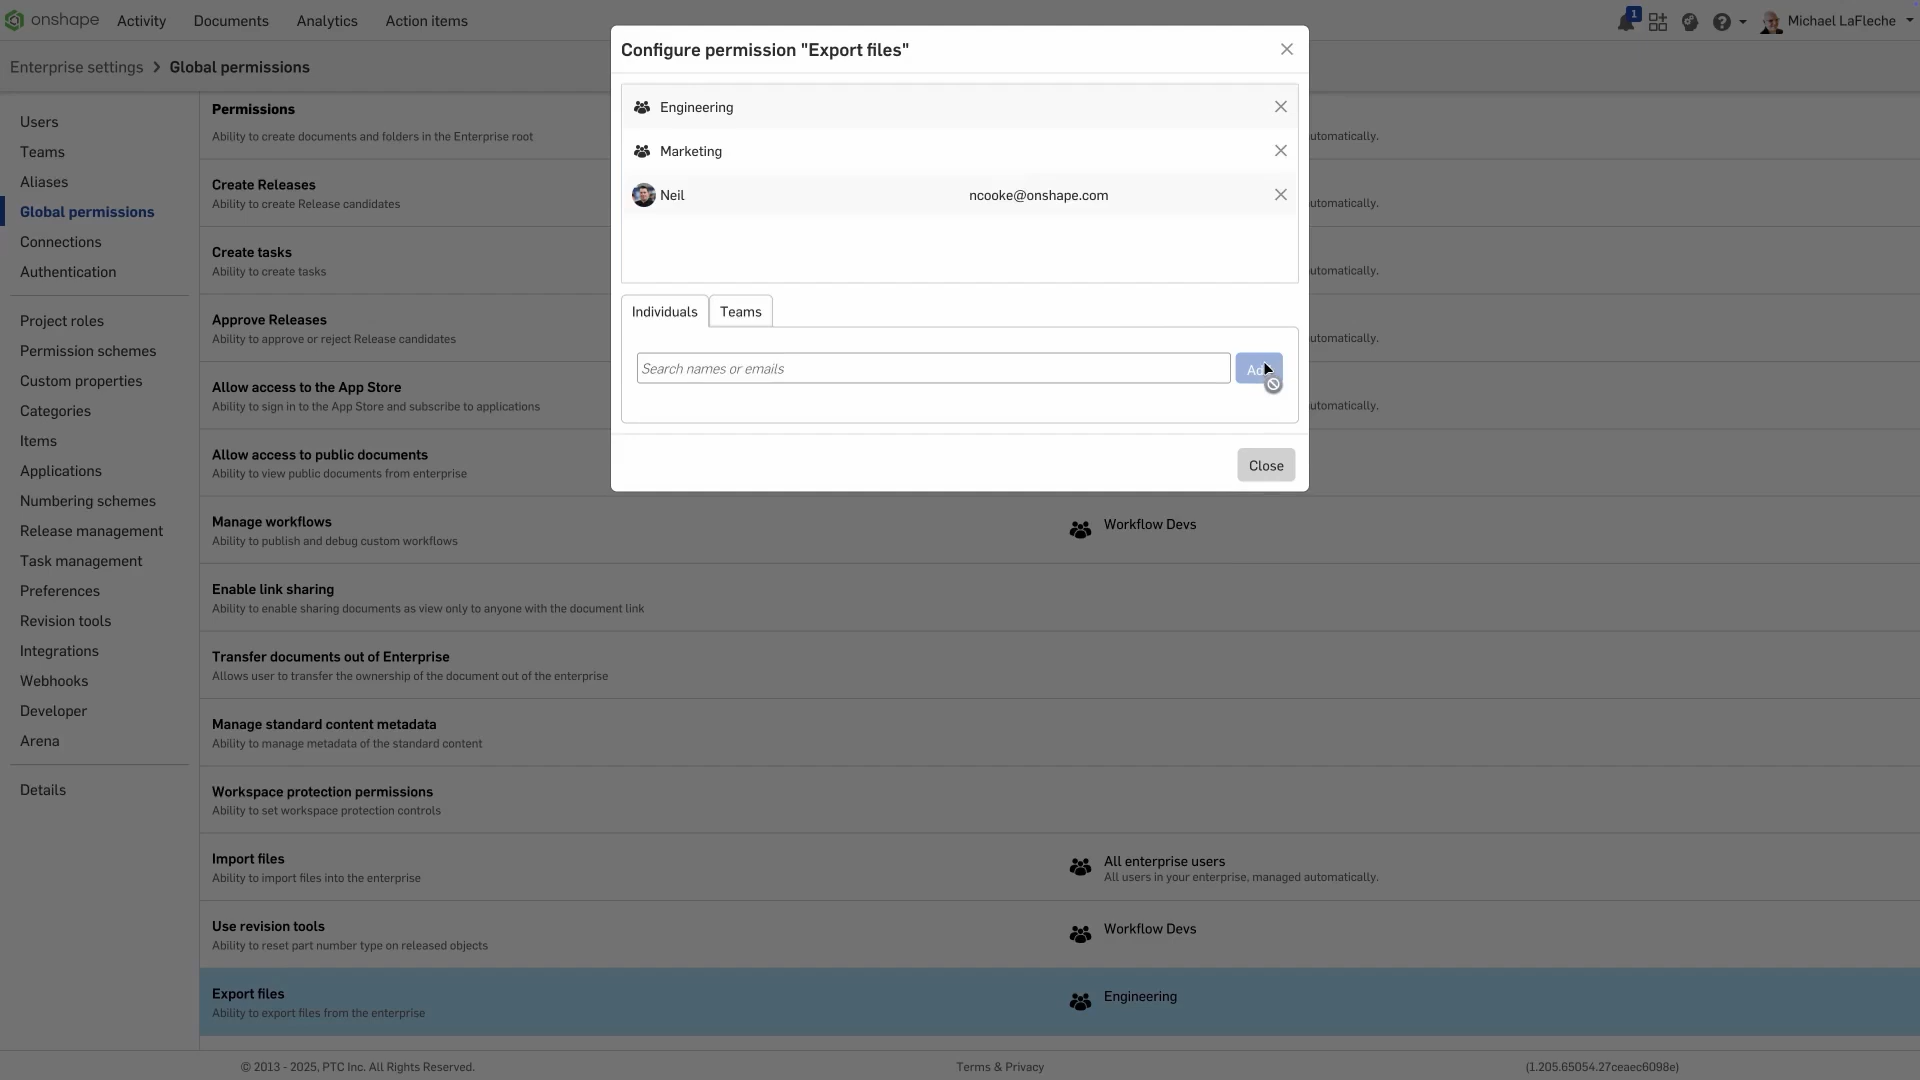 onshape
Activity
Documents
Analytics
Action items
1
Michael LaFleche
Enterprise settings
Global permissions
Users
Teams
Aliases
Global permissions
Connections
Authentication
Project roles
Permission schemes
Custom properties
Categories
Items
Applications
Numbering schemes
Release management
Task management
Preferences
Revision tools
Integrations
Webhooks
Developer
Arena
Details
Permissions
Ability to create documents and folders in the Enterprise root
utomatically.
Create Releases
Ability to create Release candidates
utomatically.
Create tasks
Ability to create tasks
utomatically.
Approve Releases
Ability to approve or reject Release candidates
utomatically.
Allow access to the App Store
Ability to sign in to the App Store and subscribe to applications
utomatically.
Allow access to public documents
Ability to view public documents from enterprise
Manage workflows
Ability to publish and debug custom workflows
Workflow Devs
Enable link sharing
Ability to enable sharing documents as view only to anyone with the document link
Transfer documents out of Enterprise
Allows user to transfer the ownership of the document out of the enterprise
Manage standard content metadata
Ability to manage metadata of the standard content
Workspace protection permissions
Ability to set workspace protection controls
Import files
Ability to import files into the enterprise
All enterprise users
All users in your enterprise, managed automatically.
Use revision tools
Ability to reset part number type on released objects
Workflow Devs
Export files
Ability to export files from the enterprise
Engineering
Configure permission "Export files"
Engineering
Marketing
Neil
ncooke@onshape.com
Individuals
Teams
Search names or emails
Close
© 2013 - 2025, PTC Inc. All Rights Reserved.
Terms & Privacy
(1.205.65054.27ceaec6098e)